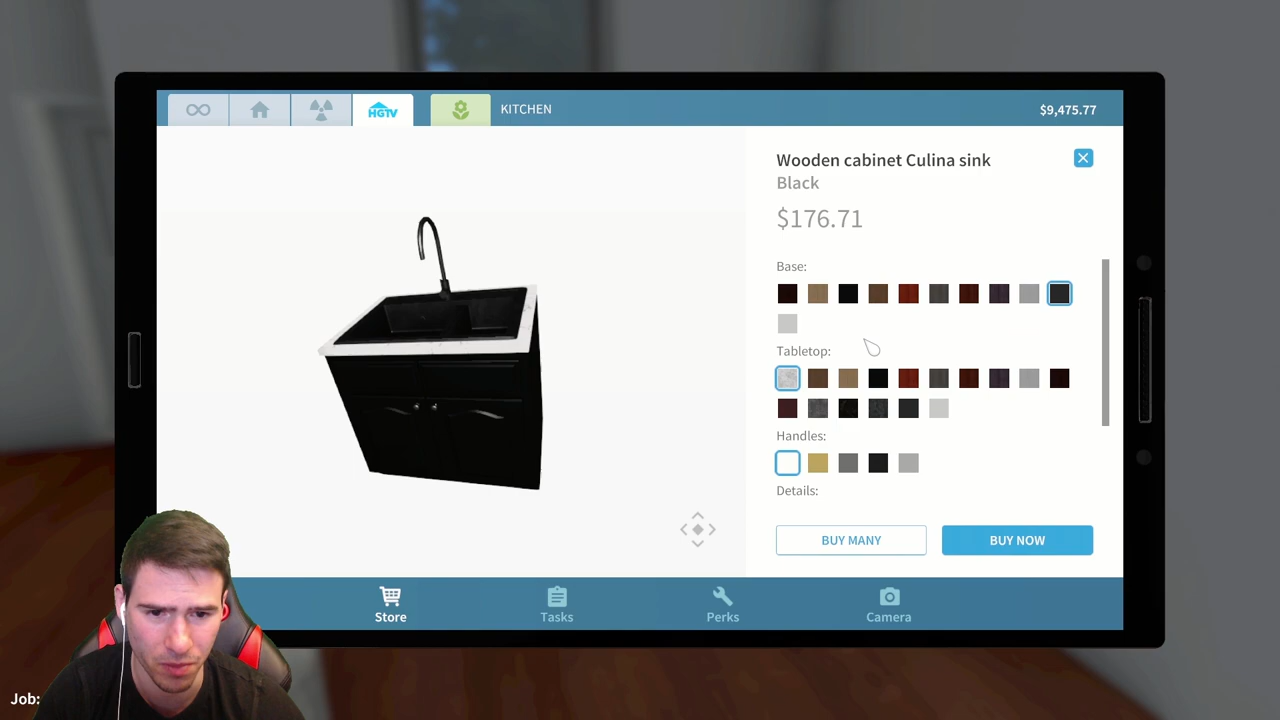 HGTV
KITCHEN
$9,475.77
Wooden cabinet Culina sink
Black
$176.71
Base:
Tabletop:
Handles:
Details:
BUY MANY
BUY NOW
Store
Tasks
Perks
Camera
Job: